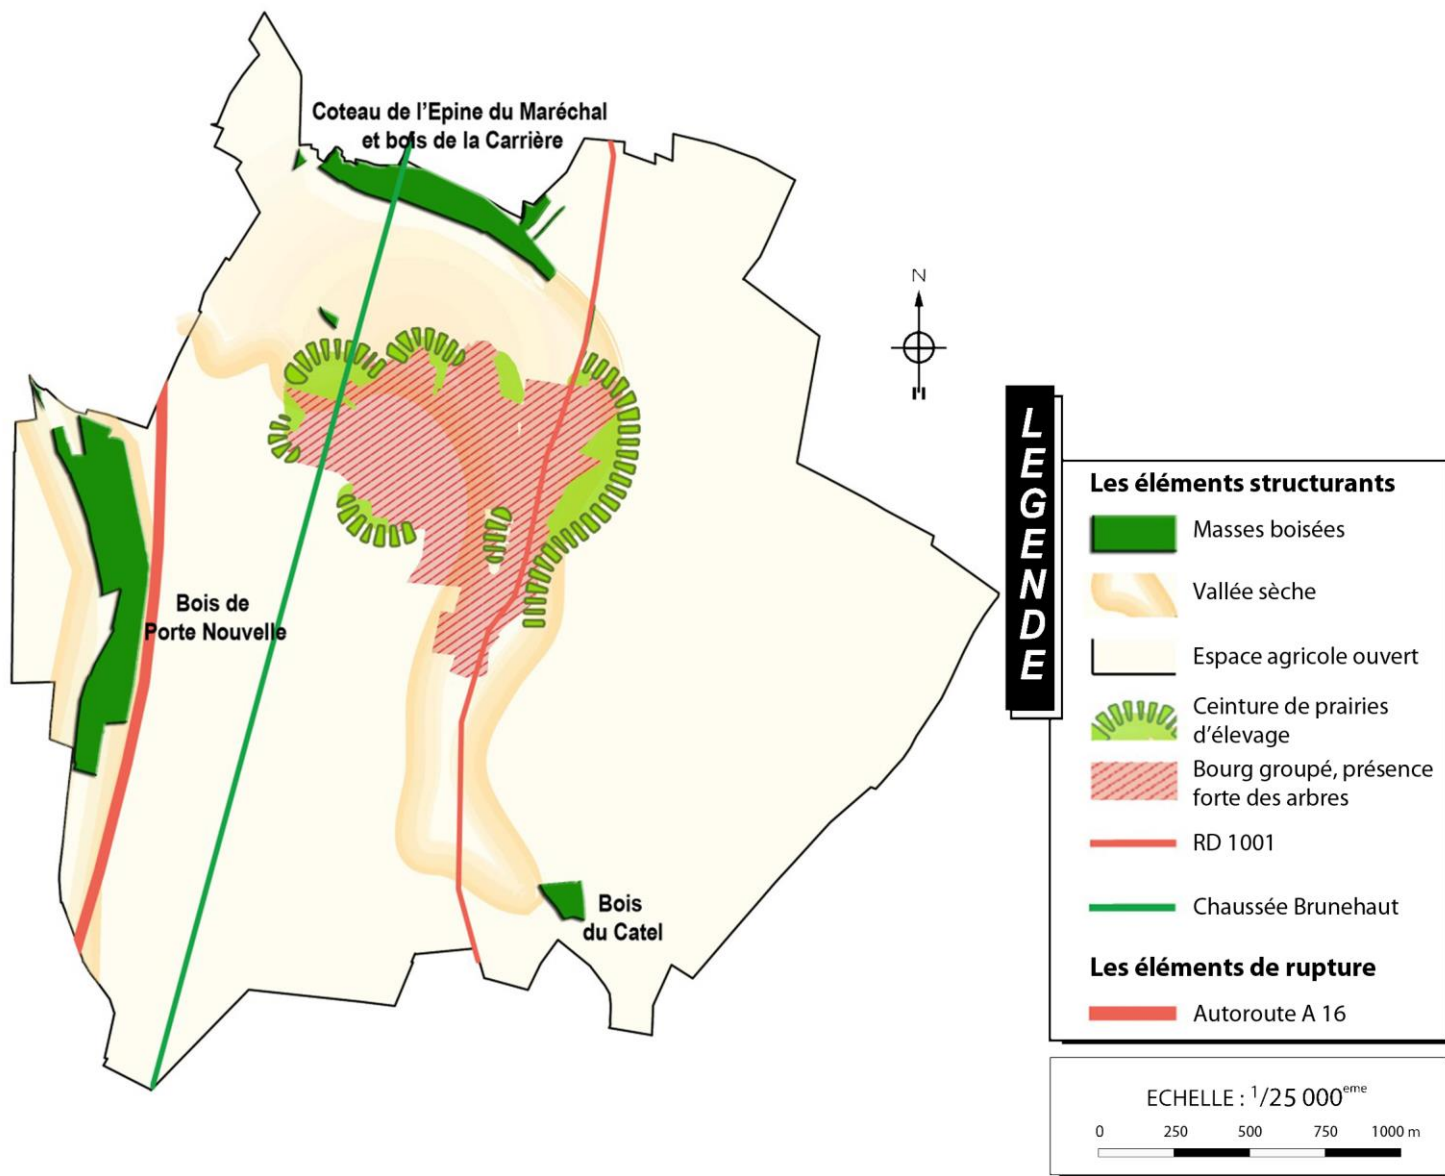 Coteau de l'Epine du Maréchal
et bois de la Carrière
N
Bois de
Porte Nouvelle
Bois
du Catel
LEGENDE
Les éléments structurants
Masses boisées
Vallée sèche
Espace agricole ouvert
Ceinture de prairies
d'élevage
Bourg groupé, présence
forte des arbres
RD 1001
Chaussée Brunehaut
Les éléments de rupture
Autoroute A 16
ECHELLE : 1/25 000eme
0 250 500 750 1000 m